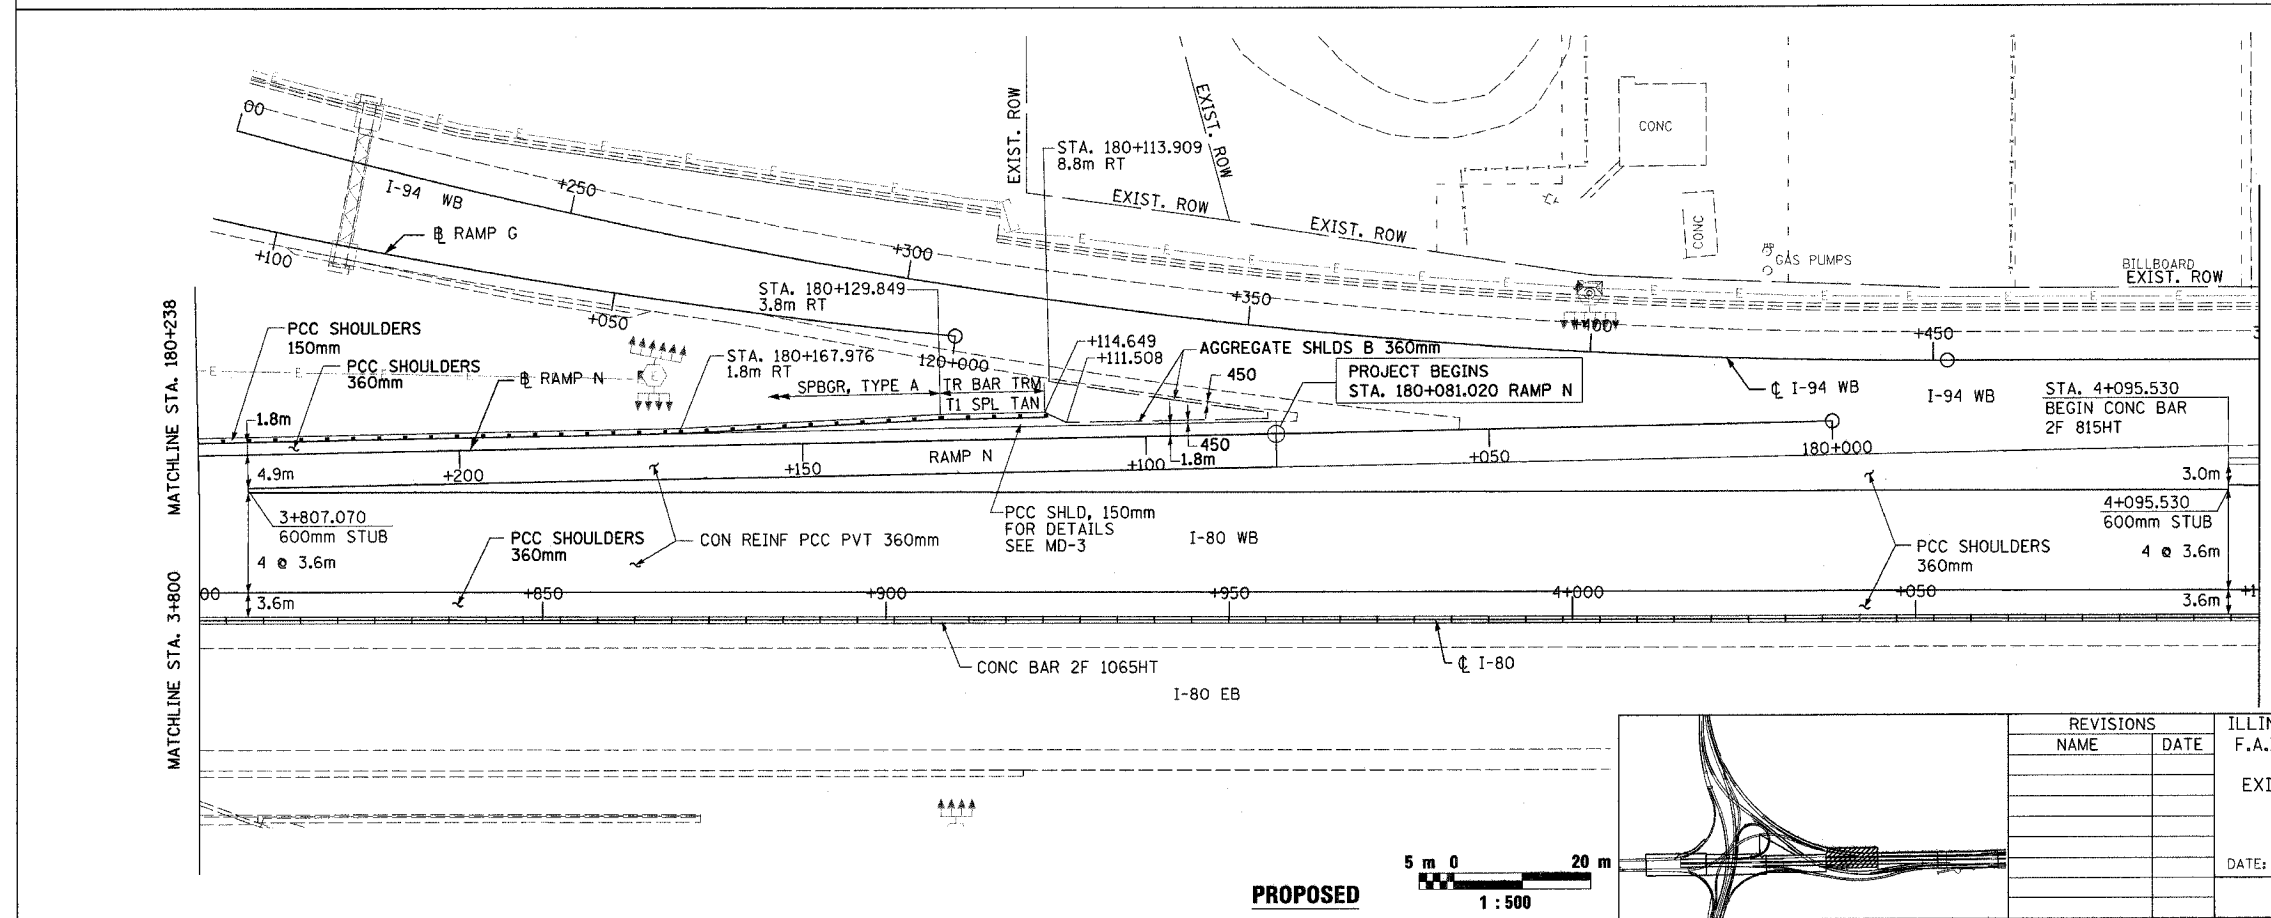 00
EXIST. ROW
EXIST. ROW
STA. 180+113.909
8.8m RT
CONC
I-94 WB
+250
EXIST. ROW
EXIST. ROW
CONC
℄ RAMP G
+100
+300
GAS PUMPS
BILLBOARD
EXIST. ROW
STA. 180+129.849
3.8m RT
+350
+400
+450
MATCHLINE STA. 180+238
PCC SHOULDERS
150mm
+050
+114.649
+111.508
AGGREGATE SHLDS B 360mm
PCC SHOULDERS
360mm
STA. 180+167.976
1.8m RT
120+000
450
PROJECT BEGINS
STA. 180+081.020 RAMP N
B RAMP N
SPBGR, TYPE A
TR BAR TRM
T1 SPL TAN
℄ I-94 WB
I-94 WB
STA. 4+095.530
BEGIN CONC BAR
2F 815HT
1.8m
450
1.8m
4.9m
+200
+150
RAMP N
+100
+050
180+000
3.0m
3+807.070
600mm STUB
4 @ 3.6m
PCC SHOULDERS
360mm
CON REINF PCC PVT 360mm
PCC SHLD, 150mm
FOR DETAILS
SEE MD-3
I-80 WB
PCC SHOULDERS
360mm
4+095.530
600mm STUB
4 @ 3.6m
MATCHLINE STA. 3+800
00
3.6m
+850
+900
+950
4+000
+050
+1
3.6m
CONC BAR 2F 1065HT
℄ I-80
I-80 EB
REVISIONS
NAME DATE
ILLIN
F.A.
EXI
DATE:
5 m 0 20 m
1 : 500
PROPOSED